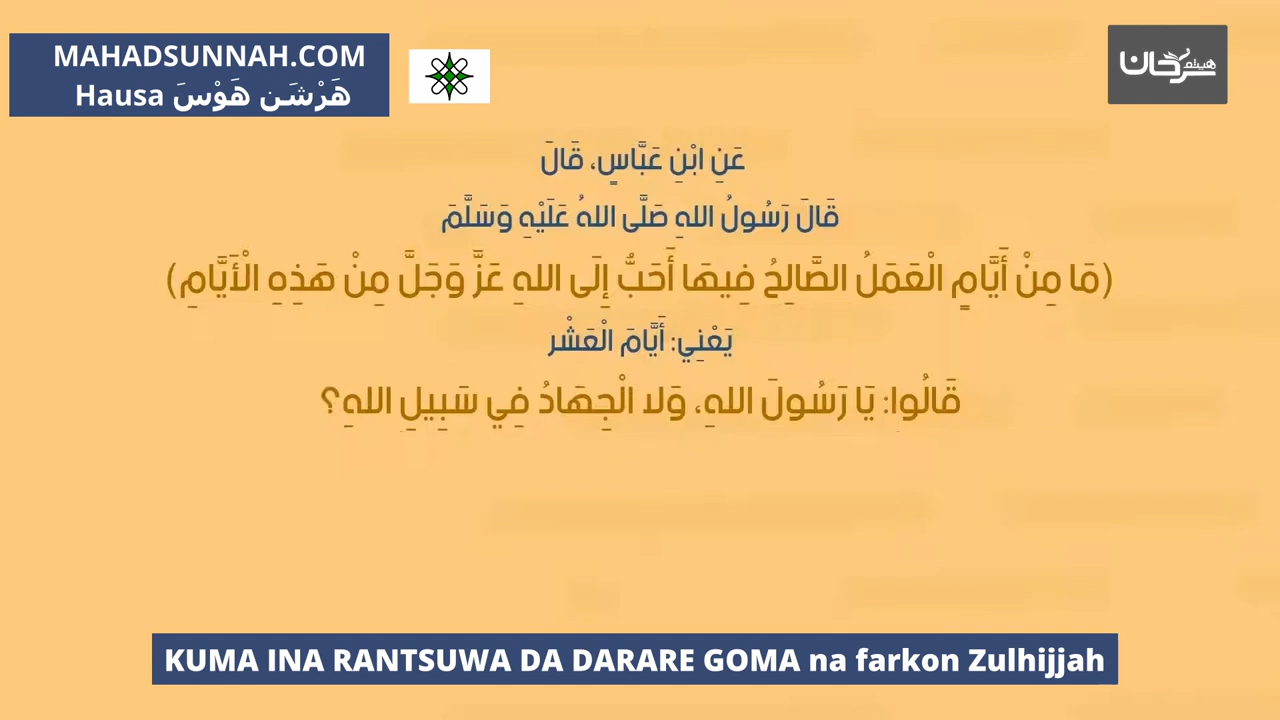 MAHADSUNNAH.COM
Hausa هَرْشَن هَوْسَ
هيثم سرحان
عَنِ ابْنِ عَبَّاسٍ، قَالَ
قَالَ رَسُولُ اللهِ صَلَّى اللهُ عَلَيْهِ وَسَلَّمَ
(مَا مِنْ أَيَّامٍ الْعَمَلُ الصَّالِحُ فِيهَا أَحَبُّ إِلَى اللهِ عَزَّ وَجَلَّ مِنْ هَذِهِ الْأَيَّامِ)
يَعْنِي: أَيَّامَ الْعَشْر
قَالُوا: يَا رَسُولَ اللهِ، وَلا الْجِهَادُ فِي سَبِيلِ اللهِ؟
KUMA INA RANTSUWA DA DARARE GOMA na farkon Zulhijjah